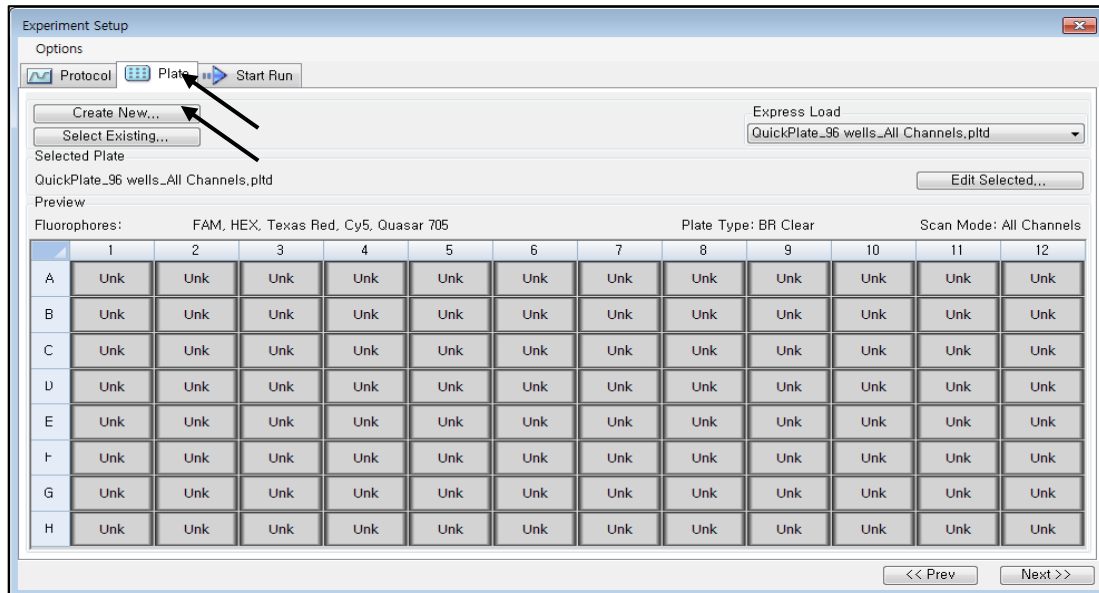 Experiment Setup
Options
Protocol Plate Start Run
Create New...
Express Load
Select Existing...
QuickPlate_96 wells_All Channels.pltd
Selected Plate
QuickPlate_96 wells_All Channels.pltd
Edit Selected...
Preview
Fluorophores: FAM, HEX, Texas Red, Cy5, Quasar 705 Plate Type: BR Clear Scan Mode: All Channels
1 2 3 4 5 6 7 8 9 10 11 12
A Unk Unk Unk Unk Unk Unk Unk Unk Unk Unk Unk Unk
B Unk Unk Unk Unk Unk Unk Unk Unk Unk Unk Unk Unk
C Unk Unk Unk Unk Unk Unk Unk Unk Unk Unk Unk Unk
D Unk Unk Unk Unk Unk Unk Unk Unk Unk Unk Unk Unk
E Unk Unk Unk Unk Unk Unk Unk Unk Unk Unk Unk Unk
F Unk Unk Unk Unk Unk Unk Unk Unk Unk Unk Unk Unk
G Unk Unk Unk Unk Unk Unk Unk Unk Unk Unk Unk Unk
H Unk Unk Unk Unk Unk Unk Unk Unk Unk Unk Unk Unk
<< Prev Next >>